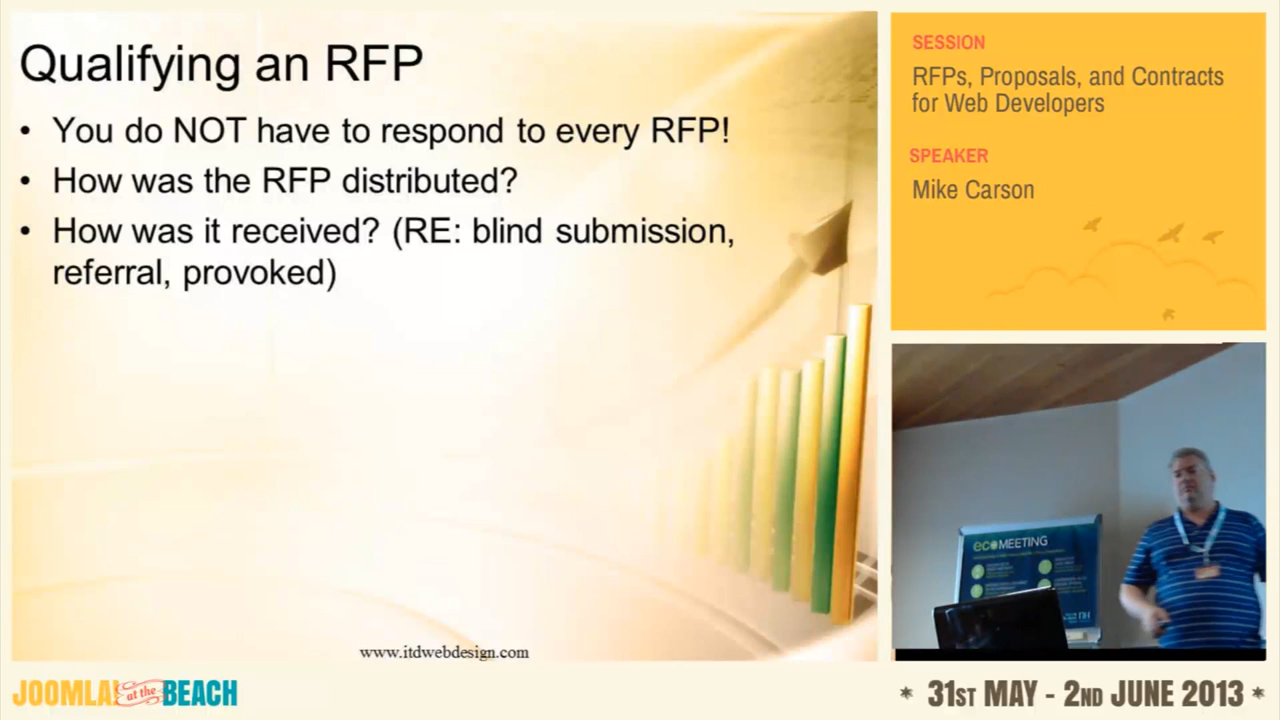 Qualifying an RFP
• You do NOT have to respond to every RFP!
• How was the RFP distributed?
• How was it received? (RE: blind submission,
referral, provoked)
www.itdwebdesign.com
SESSION
RFPs, Proposals, and Contracts
for Web Developers
SPEAKER
Mike Carson
ecoMEETING
JOOMLA! at the BEACH
* 31ST MAY - 2ND JUNE 2013 *